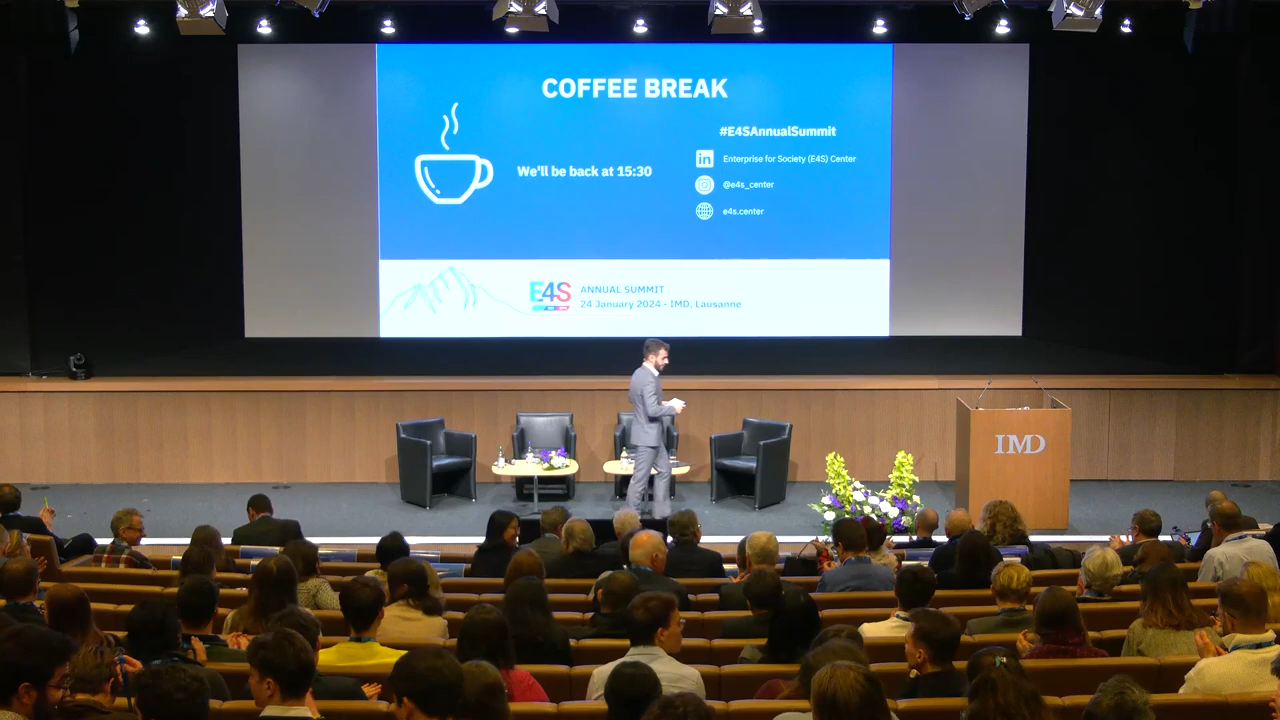 COFFEE BREAK
We'll be back at 15:30
#E4SAnnualSummit
in
Enterprise for Society (E4S) Center
@e4s_center
e4s.center
E4S
ANNUAL SUMMIT
24 January 2024 - IMD, Lausanne
IMD